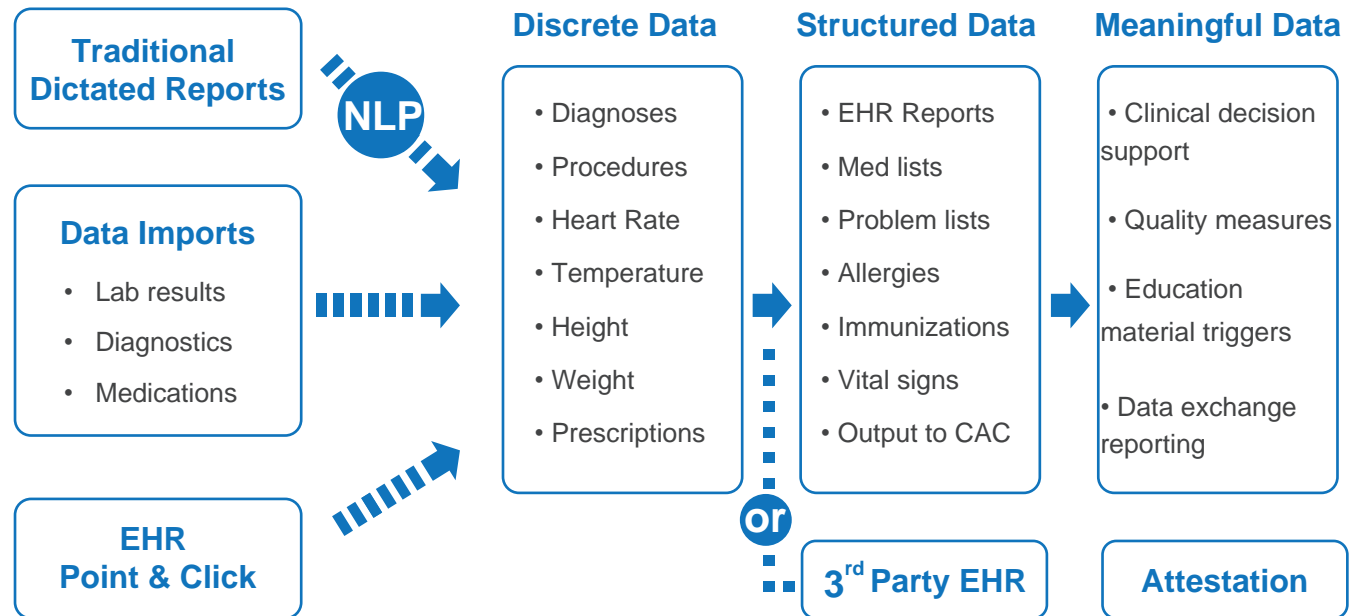 Traditional
Dictated Reports
NLP
Data Imports
• Lab results
• Diagnostics
• Medications
EHR
Point & Click
Discrete Data
• Diagnoses
• Procedures
• Heart Rate
• Temperature
• Height
• Weight
• Prescriptions
or
Structured Data
• EHR Reports
• Med lists
• Problem lists
• Allergies
• Immunizations
• Vital signs
• Output to CAC
3rd Party EHR
Meaningful Data
• Clinical decision
support
• Quality measures
• Education
material triggers
• Data exchange
reporting
Attestation